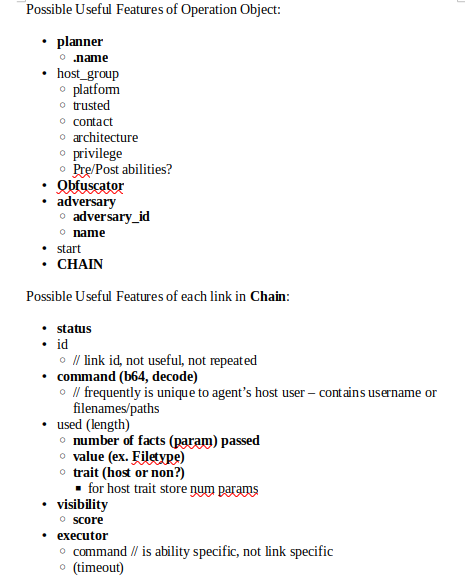 Possible Useful Features of Operation Object:
• planner
◦ .name
• host_group
◦ platform
◦ trusted
◦ contact
◦ architecture
◦ privilege
◦ Pre/Post abilities?
• Obfuscator
• adversary
◦ adversary_id
◦ name
• start
• CHAIN
Possible Useful Features of each link in Chain:
• status
• id
◦ // link id, not useful, not repeated
• command (b64, decode)
◦ // frequently is unique to agent’s host user – contains username or
filenames/paths
• used (length)
◦ number of facts (param) passed
◦ value (ex. Filetype)
◦ trait (host or non?)
▪ for host trait store num params
• visibility
◦ score
• executor
◦ command // is ability specific, not link specific
◦ (timeout)